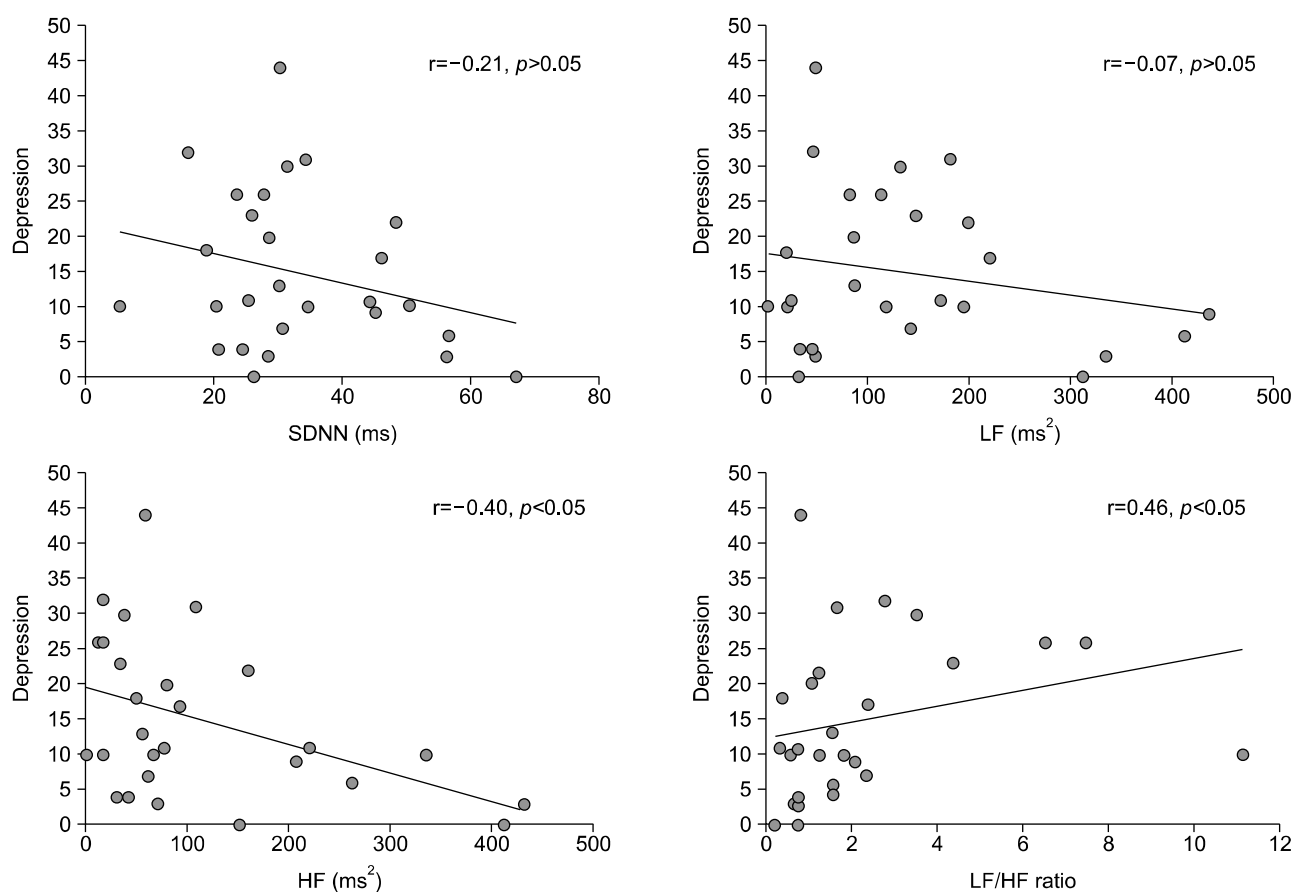 50
45
40
35
30
25
20
15
10
5
0
Depression
r=−0.21, p>0.05
0 20 40 60 80
SDNN (ms)
50
45
40
35
30
25
20
15
10
5
0
Depression
r=−0.07, p>0.05
0 100 200 300 400 500
LF (ms²)
50
45
40
35
30
25
20
15
10
5
0
Depression
r=−0.40, p<0.05
0 100 200 300 400 500
HF (ms²)
50
45
40
35
30
25
20
15
10
5
0
Depression
r=0.46, p<0.05
0 2 4 6 8 10 12
LF/HF ratio